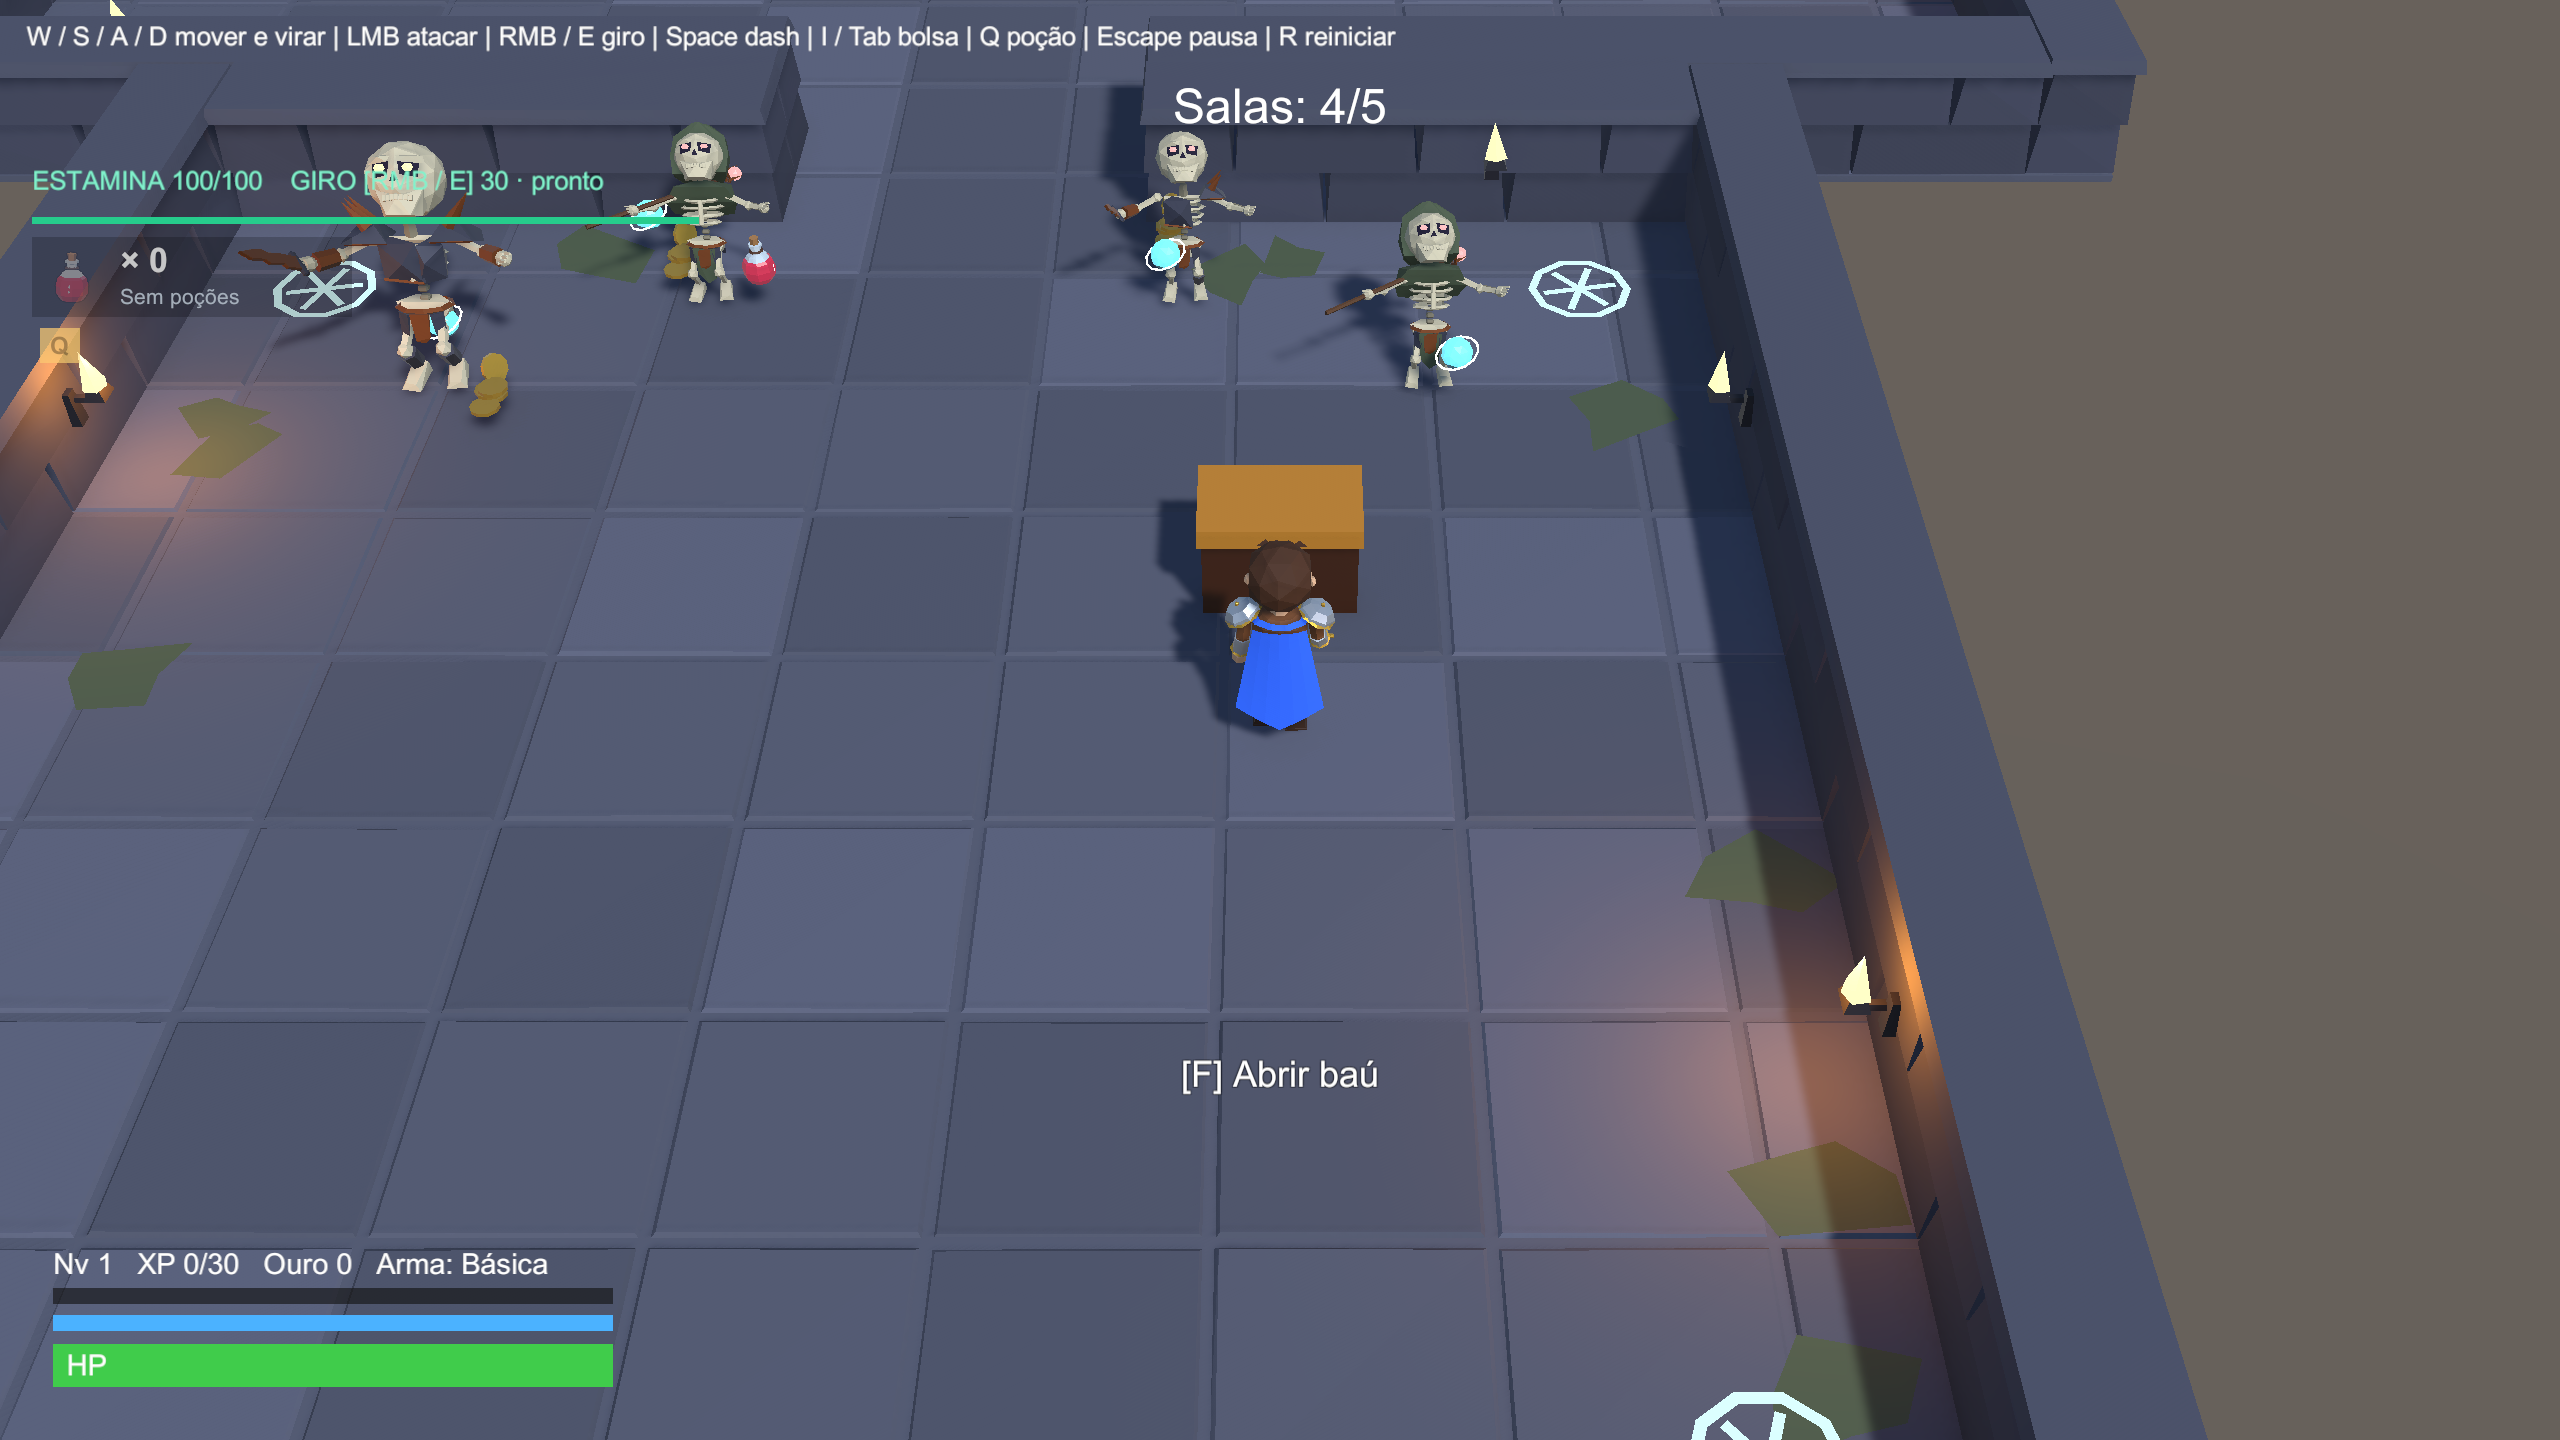 W / S / A / D mover e virar | LMB atacar | RMB / E giro | Space dash | I / Tab bolsa | Q poção | Escape pausa | R reiniciar
Salas: 4/5
ESTAMINA 100/100 GIRO [RMB / E] 30 · pronto
× 0
Sem poções
Q
[F] Abrir baú
Nv 1 XP 0/30 Ouro 0 Arma: Básica
HP